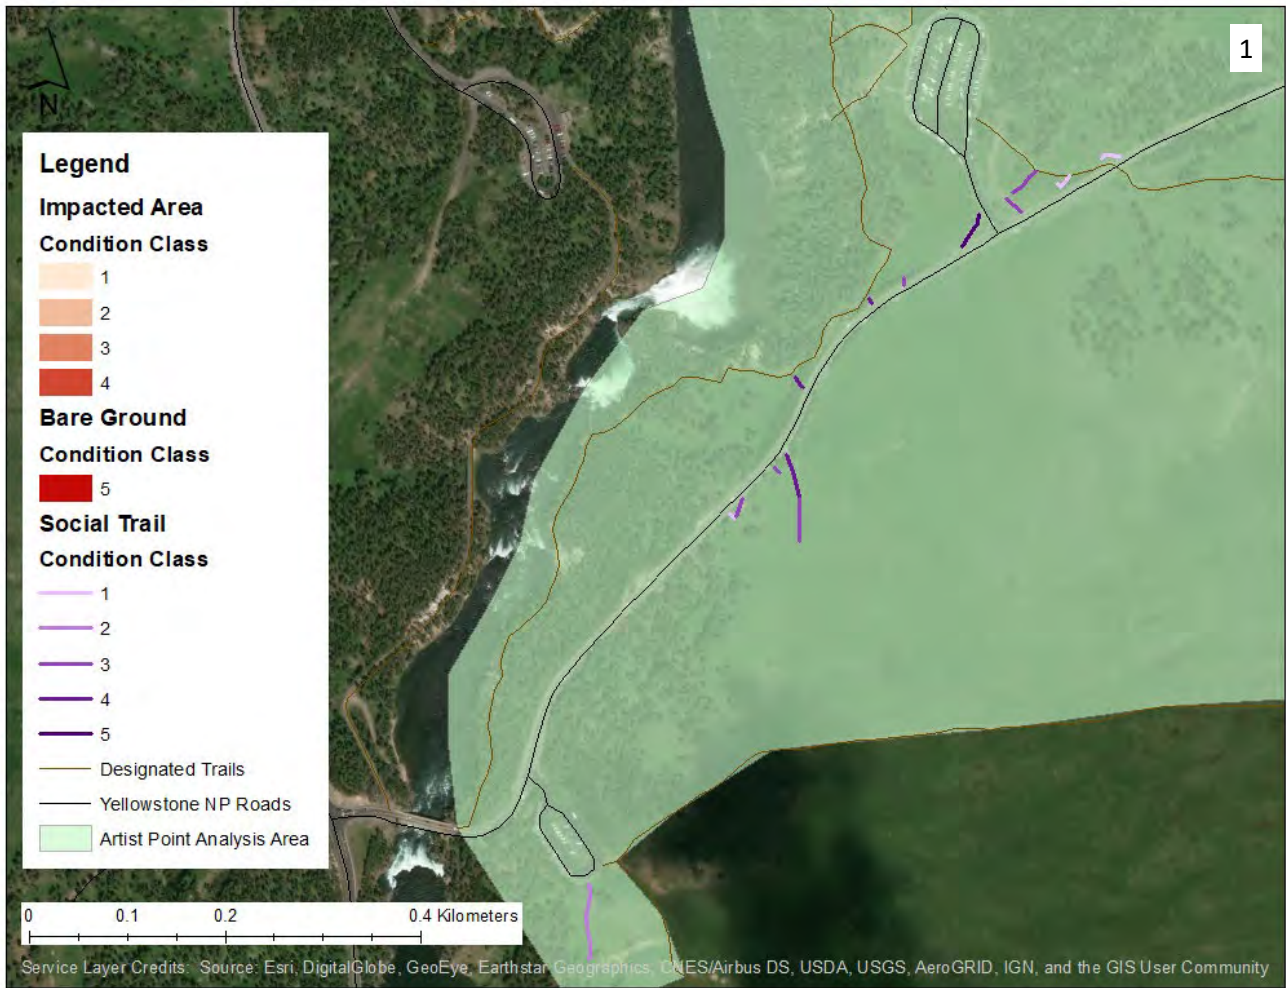 1
N
Legend
Impacted Area
Condition Class
1
2
3
4
Bare Ground
Condition Class
5
Social Trail
Condition Class
1
2
3
4
5
Designated Trails
Yellowstone NP Roads
Artist Point Analysis Area
0 0.1 0.2 0.4 Kilometers
Service Layer Credits: Source: Esri, DigitalGlobe, GeoEye, Earthstar Geographics, CNES/Airbus DS, USDA, USGS, AeroGRID, IGN, and the GIS User Community